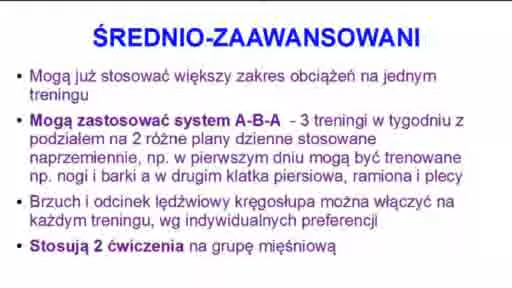 ŚREDNIO-ZAAWANSOWANI
• Mogą już stosować większy zakres obciążeń na jednym
treningu
• Mogą zastosować system A-B-A - 3 treningi w tygodniu z
podziałem na 2 różne plany dzienne stosowane
naprzemiennie, np. w pierwszym dniu mogą być trenowane
np. nogi i barki a w drugim klatka piersiowa, ramiona i plecy
• Brzuch i odcinek lędźwiowy kręgosłupa można włączyć na
każdym treningu, wg indywidualnych preferencji
• Stosują 2 ćwiczenia na grupę mięśniową